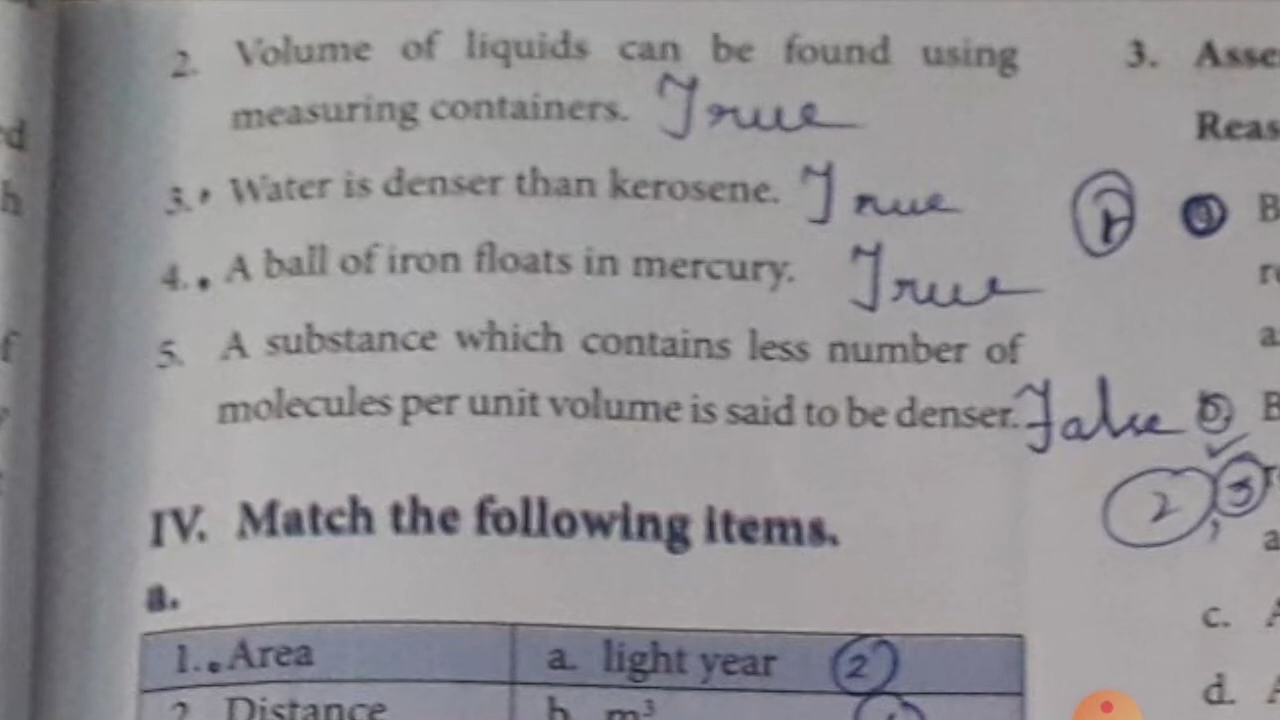 2. Volume of liquids can be found using
measuring containers. True
3. Water is denser than kerosene. True
4. A ball of iron floats in mercury. True
5. A substance which contains less number of
molecules per unit volume is said to be denser. False
IV. Match the following items.
a.
1. Area a. light year 2
2. Distance b. m³
3. Asse
Reas
B
re
a
B
2, 3
a
c. A
d. A